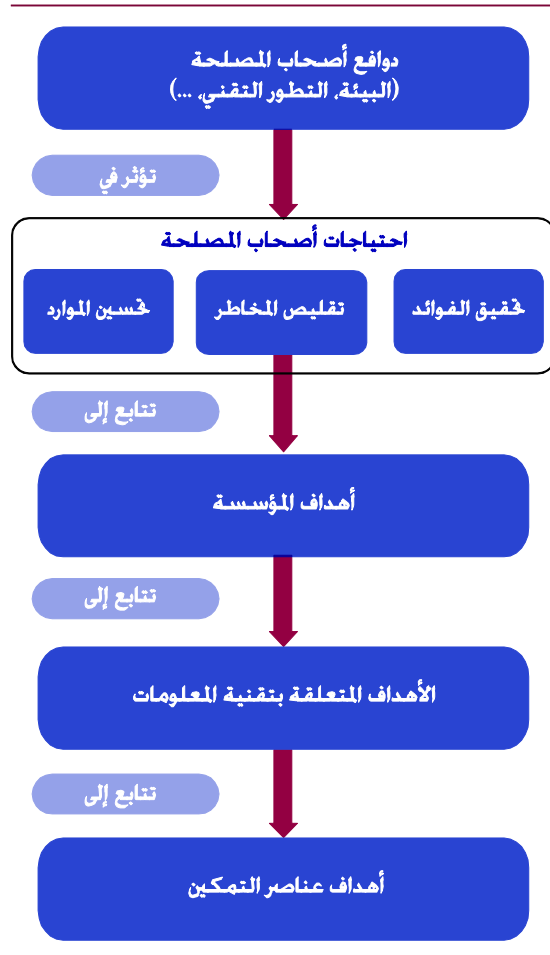 دوافع أصحاب المصلحة
(البيئة، التطور التقني، ...)
تؤثر في
احتياجات أصحاب المصلحة
تحقيق الفوائد
تقليص المخاطر
تحسين الموارد
تتابع إلى
أهداف المؤسسة
تتابع إلى
الأهداف المتعلقة بتقنية المعلومات
تتابع إلى
أهداف عناصر التمكين